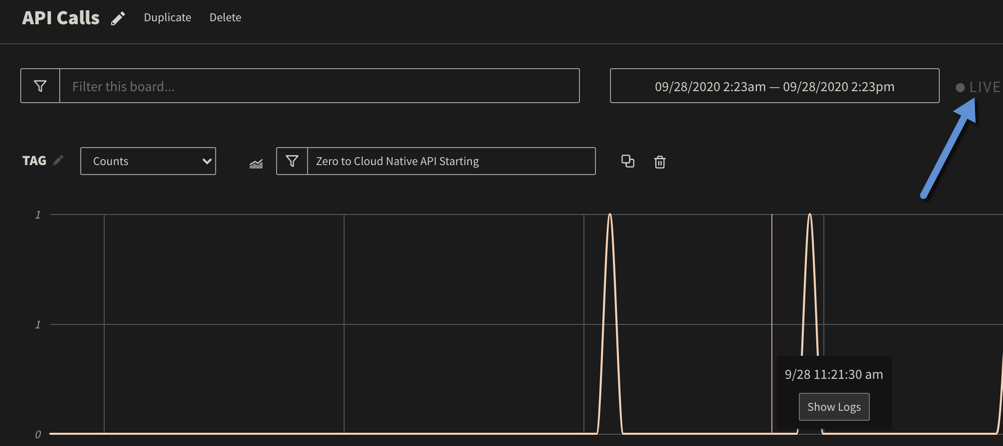 API Calls Duplicate Delete
Filter this board...
09/28/2020 2:23am — 09/28/2020 2:23pm
LIVE
TAG Counts Zero to Cloud Native API Starting
1
1
9/28 11:21:30 am
Show Logs
0